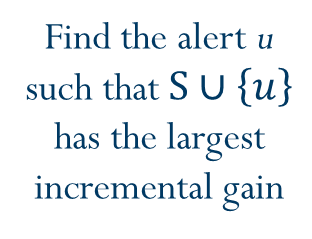 Find the alert u
such that S ∪ {u}
has the largest
incremental gain